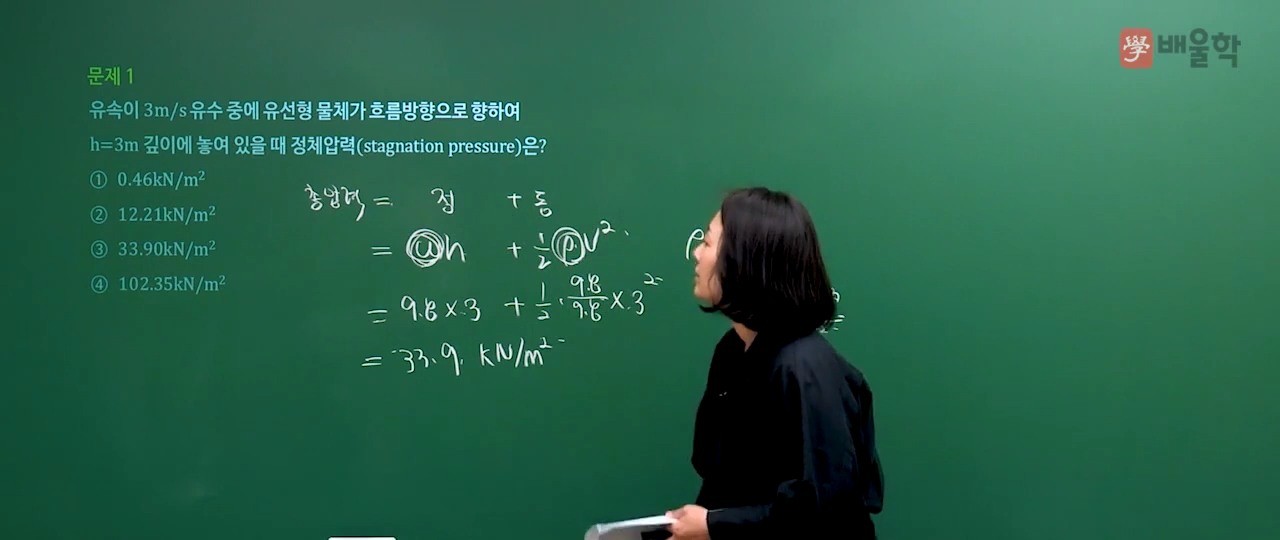 學 배울학
문제 1
유속이 3m/s 유수 중에 유선형 물체가 흐름방향으로 향하여
h=3m 깊이에 놓여 있을 때 정체압력(stagnation pressure)은?
① 0.46kN/m²
② 12.21kN/m²
③ 33.90kN/m²
④ 102.35kN/m²
총압력 = 정 + 동
= ωh + 1/2 ρV²
ρ
= 9.8 × 3 + 1/2 · 9.8/9.8 × 3²
= 33.9 kN/m²